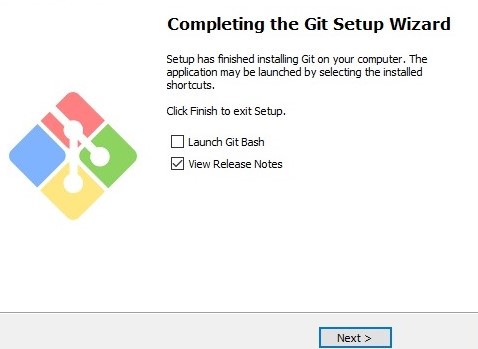 Completing the Git Setup Wizard
Setup has finished installing Git on your computer. The
application may be launched by selecting the installed
shortcuts.
Click Finish to exit Setup.
Launch Git Bash
View Release Notes
Next >